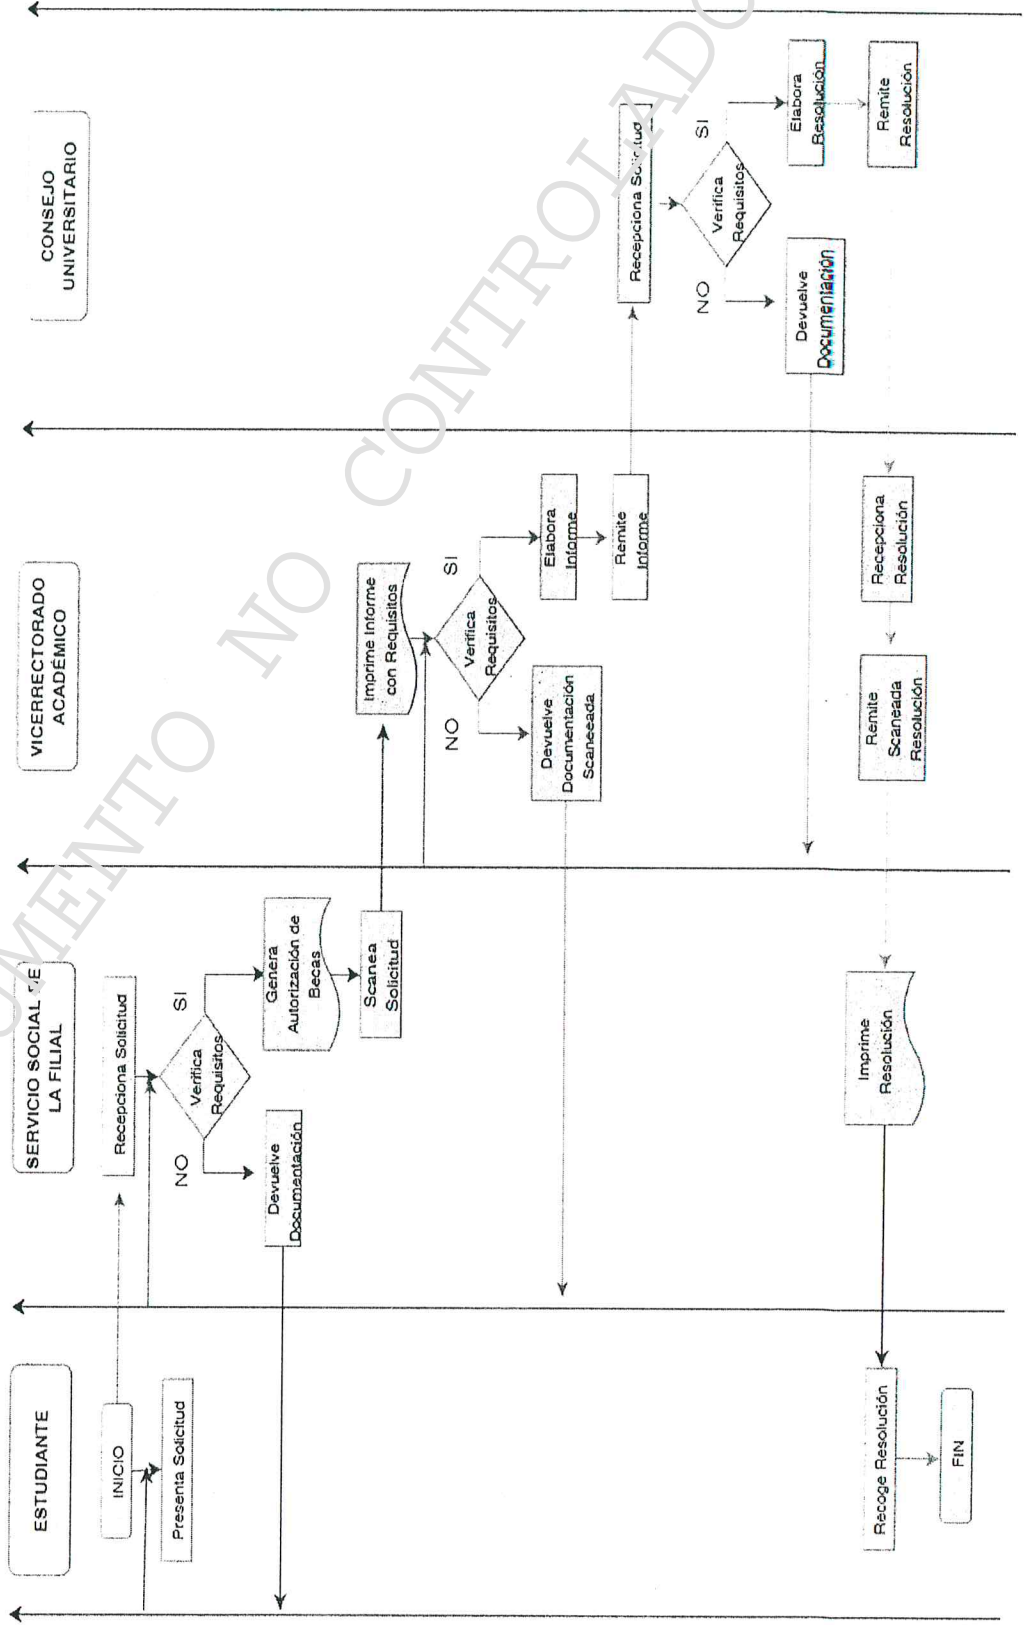 ESTUDIANTE
INICIO
Presenta Solicitud
Recoge Resolución
FIN
SERVICIO SOCIAL DE
LA FILIAL
Recepciona Solicitud
Verifica
Requisitos
NO
SI
Devuelve
Documentación
Genera
Autorización de
Becas
Scanea
Solicitud
Imprime
Resolución
VICERRECTORADO
ACADÉMICO
Imprime Informe
con Requisitos
Verifica
Requisitos
NO
SI
Devuelve
Documentación
Scaneeada
Elabora
Informe
Remite
Informe
Remite
Scaneada
Resolución
Recepciona
Resolución
CONSEJO
UNIVERSITARIO
Recepciona Solicitud
Verifica
Requisitos
NO
SI
Devuelve
Documentación
Elabora
Resolución
Remite
Resolución
UMENTO NO CONTROLADO